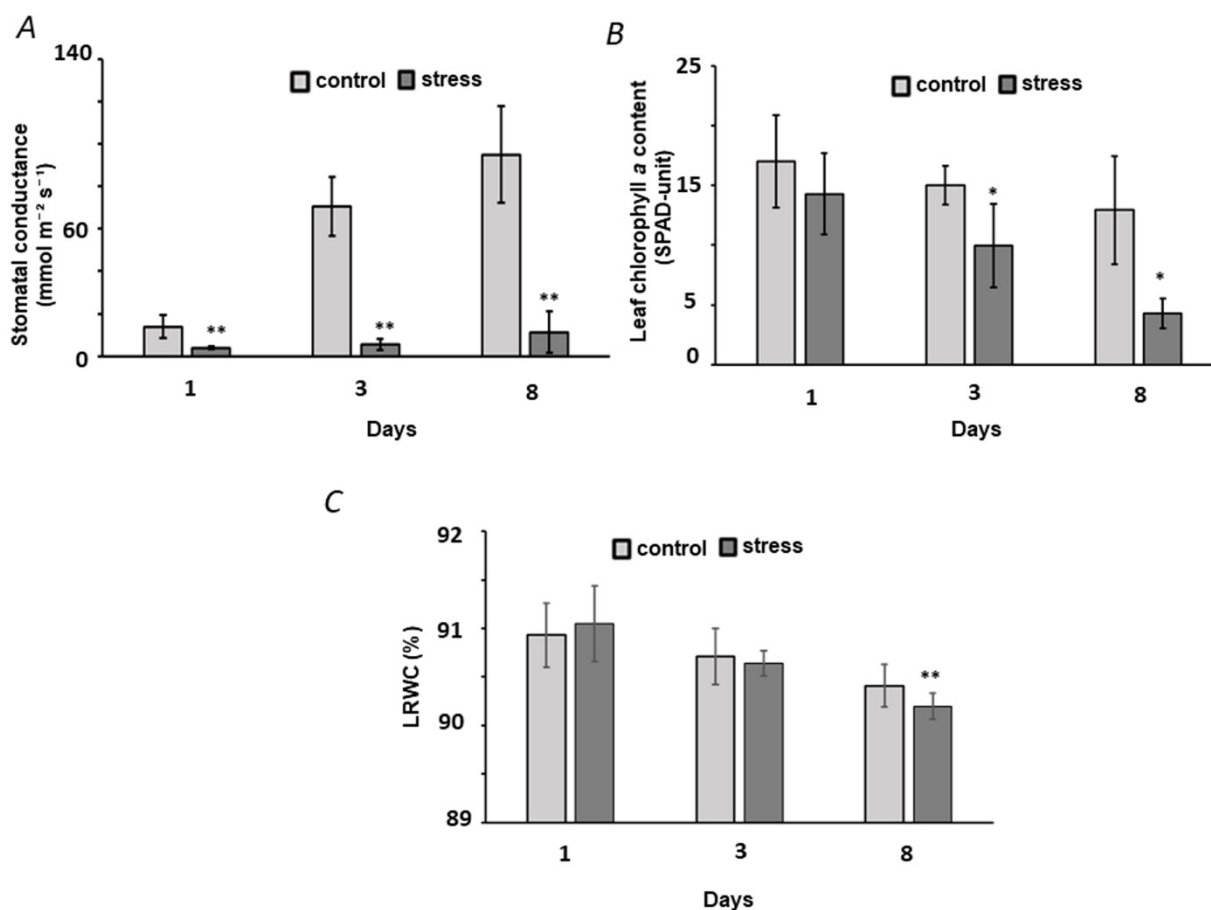 A
140
control stress
Stomatal conductance
(mmol m⁻² s⁻¹)
60
0
**
**
**
1 3 8
Days
B
25
control stress
Leaf chlorophyll a content
(SPAD-unit)
15
5
0
*
*
1 3 8
Days
C
92
control stress
LRWC (%)
91
90
89
**
1 3 8
Days